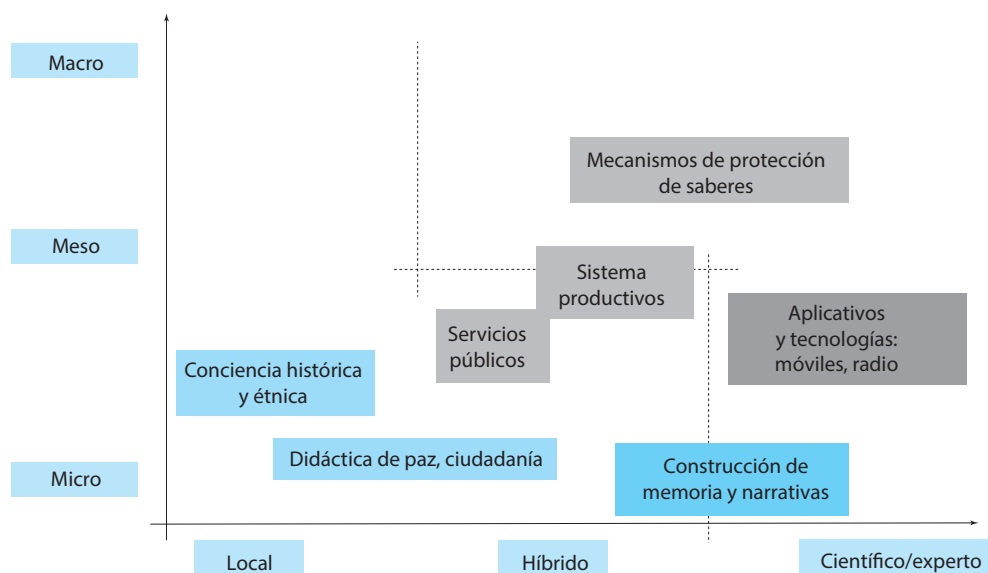 Macro
Mecanismos de protección
de saberes
Meso
Sistema
productivos
Aplicativos
y tecnologías:
móviles, radio
Servicios
públicos
Conciencia histórica
y étnica
Didáctica de paz, ciudadanía
Construcción de
memoria y narrativas
Micro
Local
Híbrido
Científico/experto